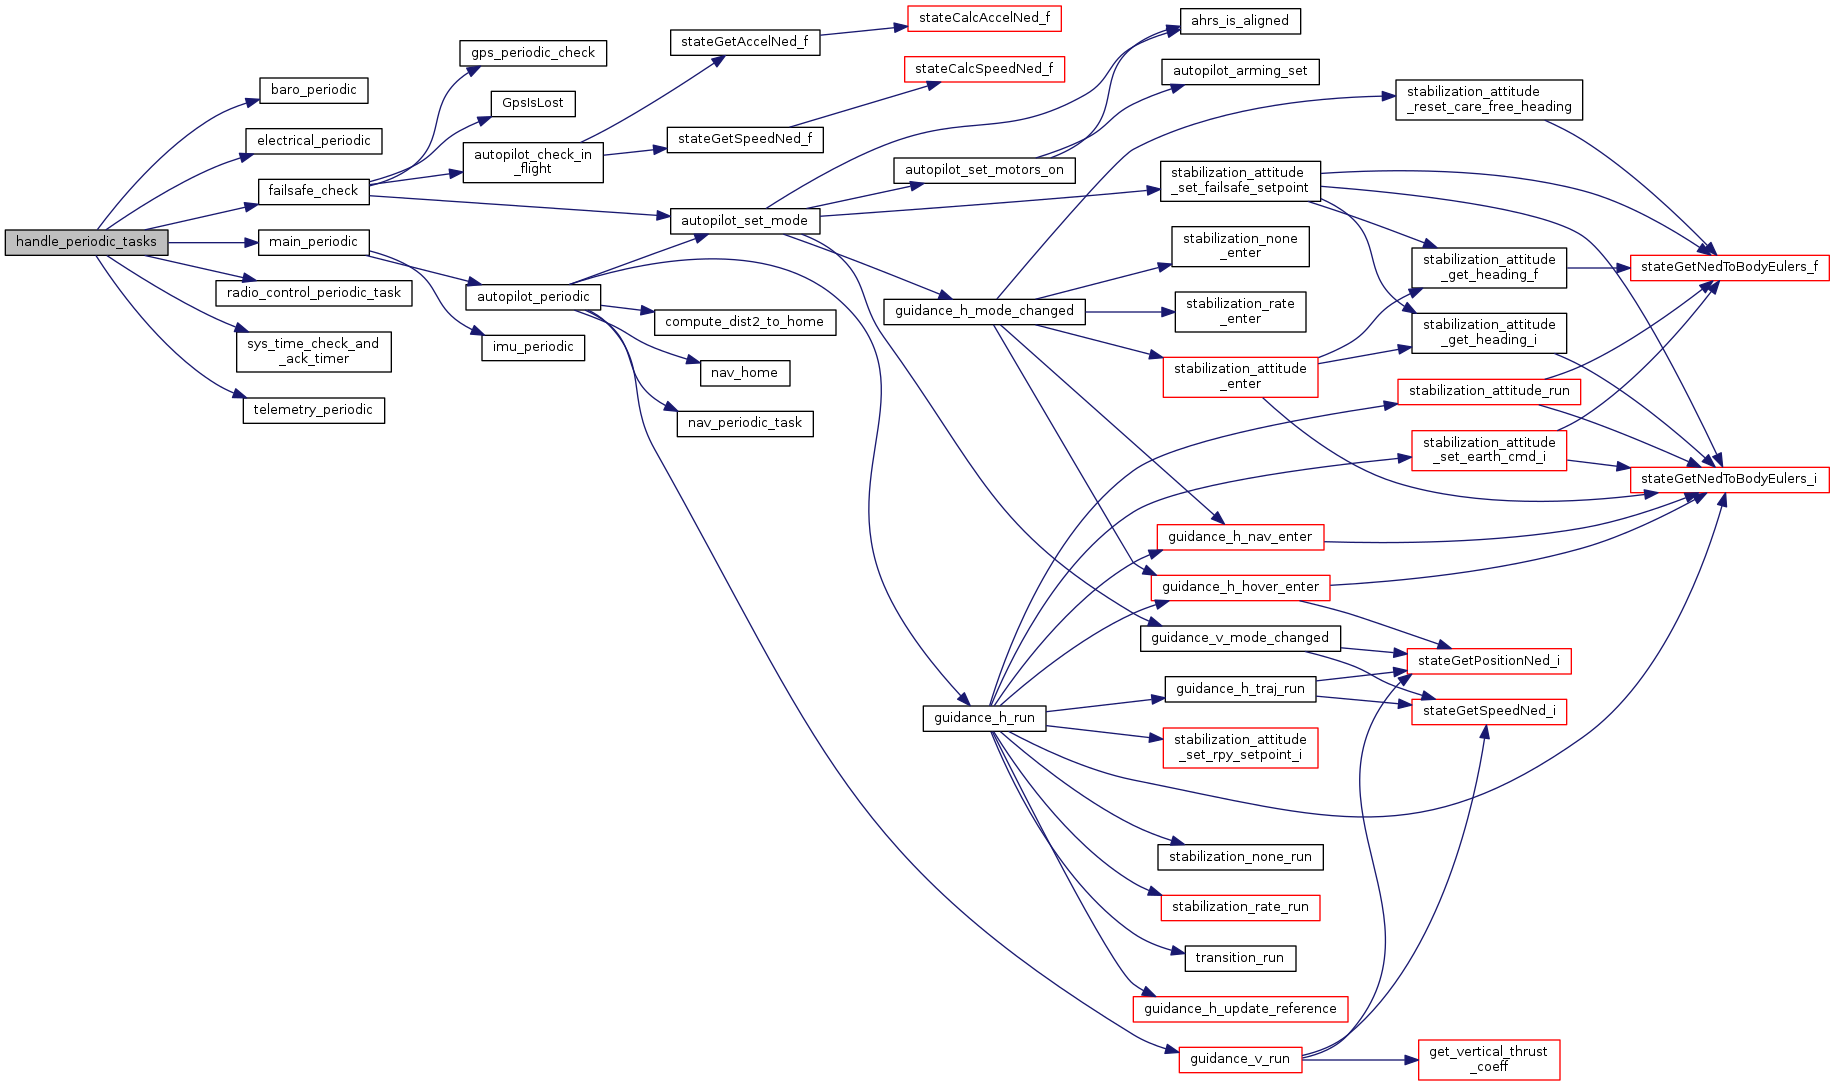 handle_periodic_tasks
baro_periodic
electrical_periodic
failsafe_check
main_periodic
radio_control_periodic_task
sys_time_check_and
_ack_timer
telemetry_periodic
gps_periodic_check
GpsIsLost
autopilot_check_in
_flight
autopilot_periodic
imu_periodic
stateGetAccelNed_f
stateGetSpeedNed_f
autopilot_set_mode
compute_dist2_to_home
nav_home
nav_periodic_task
stateCalcAccelNed_f
stateCalcSpeedNed_f
autopilot_set_motors_on
guidance_h_mode_changed
guidance_h_run
ahrs_is_aligned
autopilot_arming_set
stabilization_attitude
_set_failsafe_setpoint
stabilization_none
_enter
stabilization_rate
_enter
stabilization_attitude
_enter
guidance_h_nav_enter
guidance_h_hover_enter
guidance_v_mode_changed
guidance_h_traj_run
stabilization_attitude
_set_rpy_setpoint_i
stabilization_none_run
stabilization_rate_run
transition_run
guidance_h_update_reference
guidance_v_run
stabilization_attitude
_reset_care_free_heading
stabilization_attitude
_get_heading_f
stabilization_attitude
_get_heading_i
stabilization_attitude_run
stabilization_attitude
_set_earth_cmd_i
stateGetPositionNed_i
stateGetSpeedNed_i
get_vertical_thrust
_coeff
stateGetNedToBodyEulers_f
stateGetNedToBodyEulers_i